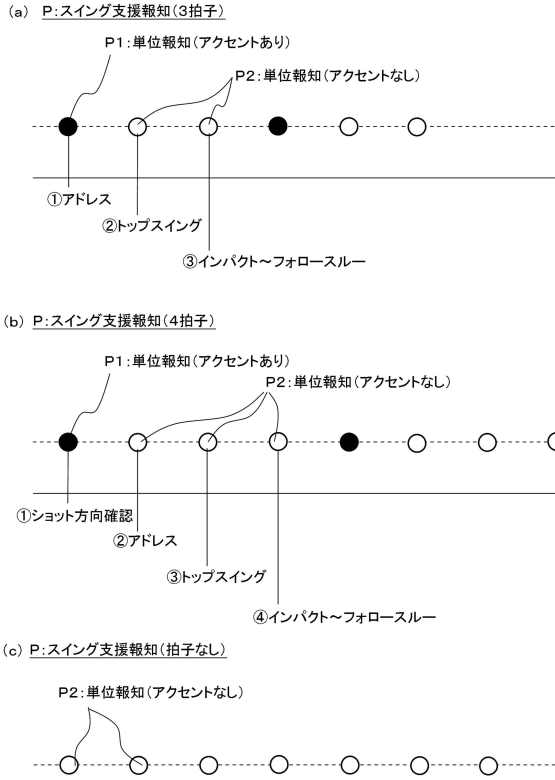 (a) P:スイング支援報知(3拍子)
P1:単位報知(アクセントあり)
P2:単位報知(アクセントなし)
①アドレス
②トップスイング
③インパクト～フォロースルー
(b) P:スイング支援報知(4拍子)
P1:単位報知(アクセントあり)
P2:単位報知(アクセントなし)
①ショット方向確認
②アドレス
③トップスイング
④インパクト～フォロースルー
(c) P:スイング支援報知(拍子なし)
P2:単位報知(アクセントなし)